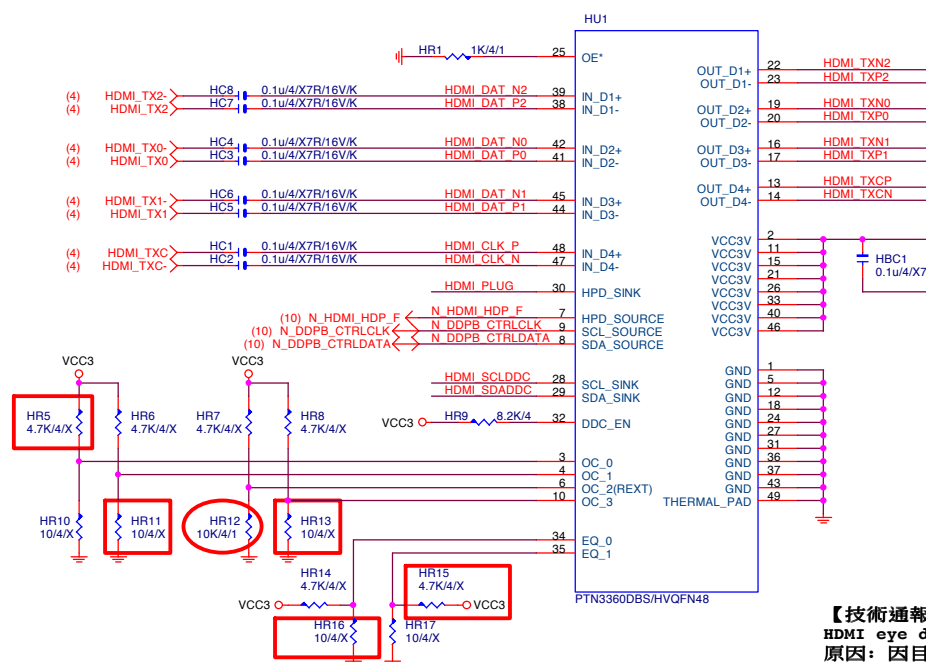 HU1
HR1 1K/4/1 25 OE*
22 HDMI_TXN2
OUT_D1+
23 HDMI_TXP2
OUT_D1-
(4) HDMI_TX2- HC8 0.1u/4/X7R/16V/K HDMI_DAT_N2 39 IN_D1+
(4) HDMI_TX2 HC7 0.1u/4/X7R/16V/K HDMI_DAT_P2 38 IN_D1-
19 HDMI_TXN0
OUT_D2+
20 HDMI_TXP0
OUT_D2-
(4) HDMI_TX0- HC4 0.1u/4/X7R/16V/K HDMI_DAT_N0 42 IN_D2+
(4) HDMI_TX0 HC3 0.1u/4/X7R/16V/K HDMI_DAT_P0 41 IN_D2-
16 HDMI_TXN1
OUT_D3+
17 HDMI_TXP1
OUT_D3-
(4) HDMI_TX1- HC6 0.1u/4/X7R/16V/K HDMI_DAT_N1 45 IN_D3+
(4) HDMI_TX1 HC5 0.1u/4/X7R/16V/K HDMI_DAT_P1 44 IN_D3-
13 HDMI_TXCP
OUT_D4+
14 HDMI_TXCN
OUT_D4-
(4) HDMI_TXC HC1 0.1u/4/X7R/16V/K HDMI_CLK_P 48 IN_D4+
(4) HDMI_TXC- HC2 0.1u/4/X7R/16V/K HDMI_CLK_N 47 IN_D4-
VCC3V 2
VCC3V 11
VCC3V 15
VCC3V 21
VCC3V 26
VCC3V 33
VCC3V 40
VCC3V 46
HBC1
0.1u/4/X7
HDMI_PLUG 30 HPD_SINK
(10) N_HDMI_HDP_F N_HDMI_HDP_F 7 HPD_SOURCE
(10) N_DDPB_CTRLCLK N_DDPB_CTRLCLK 9 SCL_SOURCE
(10) N_DDPB_CTRLDATA N_DDPB_CTRLDATA 8 SDA_SOURCE
HDMI_SCLDDC 28 SCL_SINK
HDMI_SDADDC 29 SDA_SINK
VCC3 HR9 8.2K/4 32 DDC_EN
GND 1
GND 5
GND 12
GND 18
GND 24
GND 27
GND 31
GND 36
GND 37
GND 43
THERMAL_PAD 49
VCC3 VCC3
HR5 HR6 HR7 HR8
4.7K/4/X 4.7K/4/X 4.7K/4/X 4.7K/4/X
3 OC_0
4 OC_1
6 OC_2(REXT)
10 OC_3
HR10 HR11 HR12 HR13
10/4/X 10/4/X 10K/4/1 10/4/X
34 EQ_0
35 EQ_1
HR14 HR15
4.7K/4/X 4.7K/4/X
VCC3 VCC3
HR16 HR17
10/4/X 10/4/X
PTN3360DBS/HVQFN48
【技術通報
HDMI eye d
原因: 因目